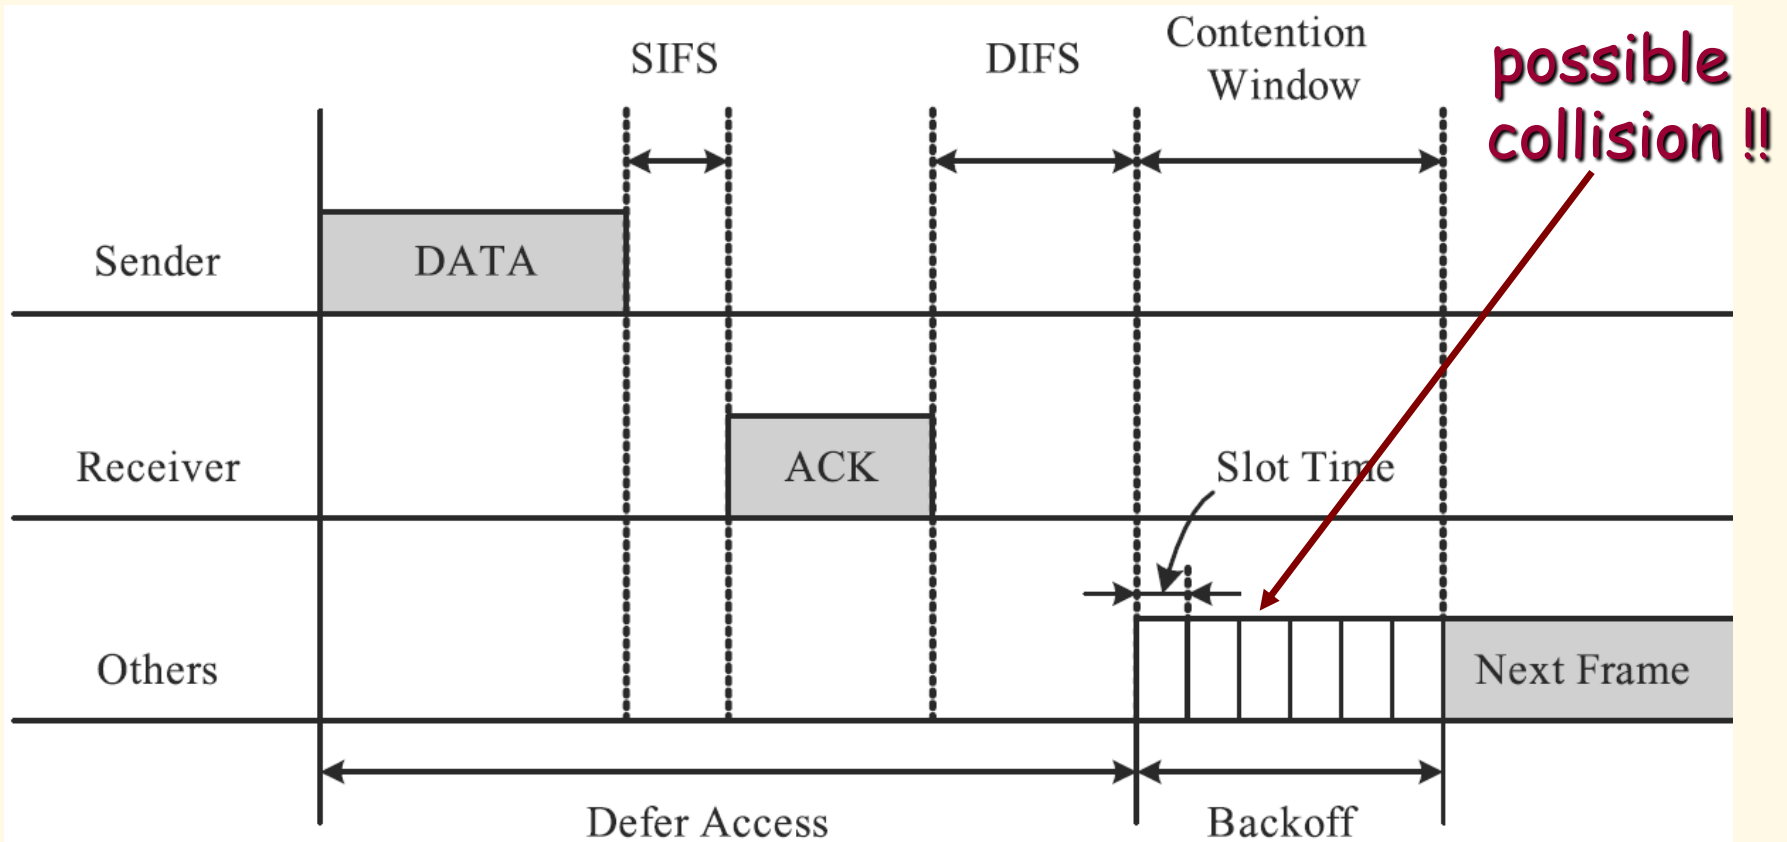 SIFS
DIFS
Contention
Window
possible
collision !!
Sender
DATA
Receiver
ACK
Slot Time
Others
Next Frame
Defer Access
Backoff